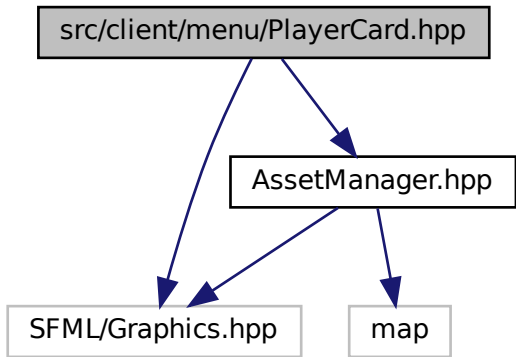 src/client/menu/PlayerCard.hpp
AssetManager.hpp
SFML/Graphics.hpp
map